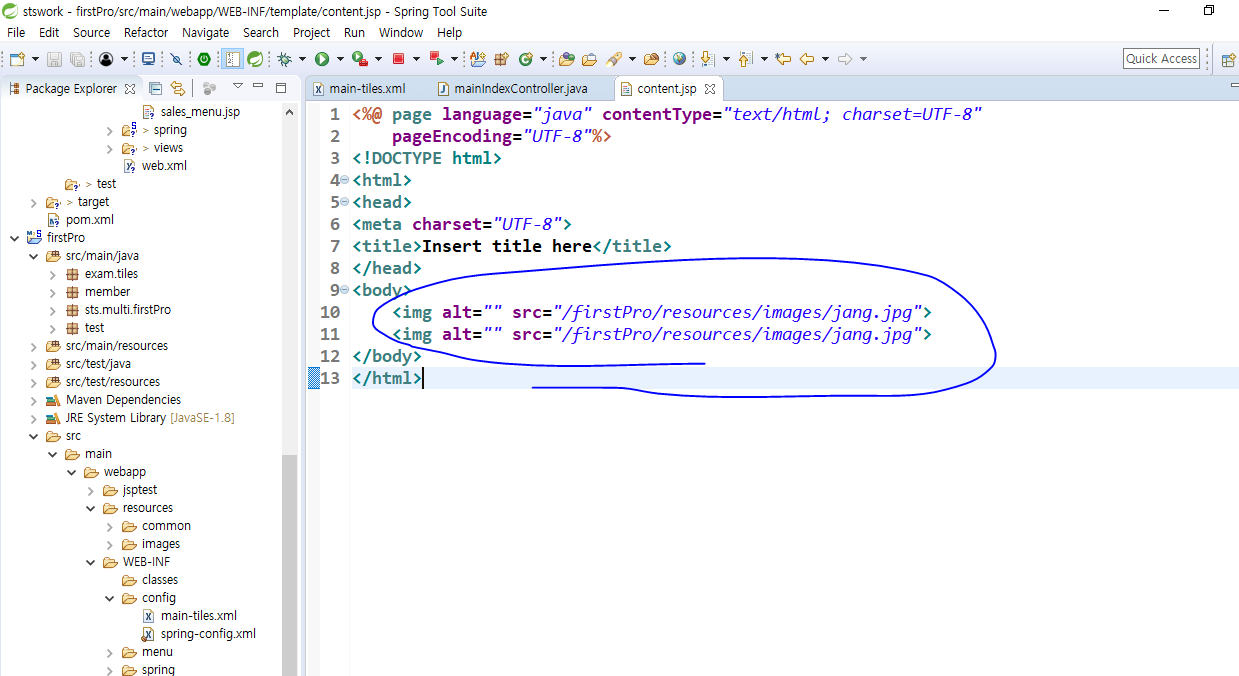 stswork - firstPro/src/main/webapp/WEB-INF/template/content.jsp - Spring Tool Suite
File Edit Source Refactor Navigate Search Project Run Window Help
Quick Access
Package Explorer
main-tiles.xml mainIndexController.java content.jsp
sales_menu.jsp
> spring
> views
web.xml
> test
> target
pom.xml
firstPro
src/main/java
exam.tiles
member
sts.multi.firstPro
test
src/main/resources
src/test/java
src/test/resources
Maven Dependencies
JRE System Library [JavaSE-1.8]
src
main
webapp
jsptest
resources
common
images
WEB-INF
classes
config
main-tiles.xml
spring-config.xml
menu
spring
1 <%@ page language="java" contentType="text/html; charset=UTF-8"
2 pageEncoding="UTF-8"%>
3 <!DOCTYPE html>
4 <html>
5 <head>
6 <meta charset="UTF-8">
7 <title>Insert title here</title>
8 </head>
9 <body>
10 <img alt="" src="/firstPro/resources/images/jang.jpg">
11 <img alt="" src="/firstPro/resources/images/jang.jpg">
12 </body>
13 </html>